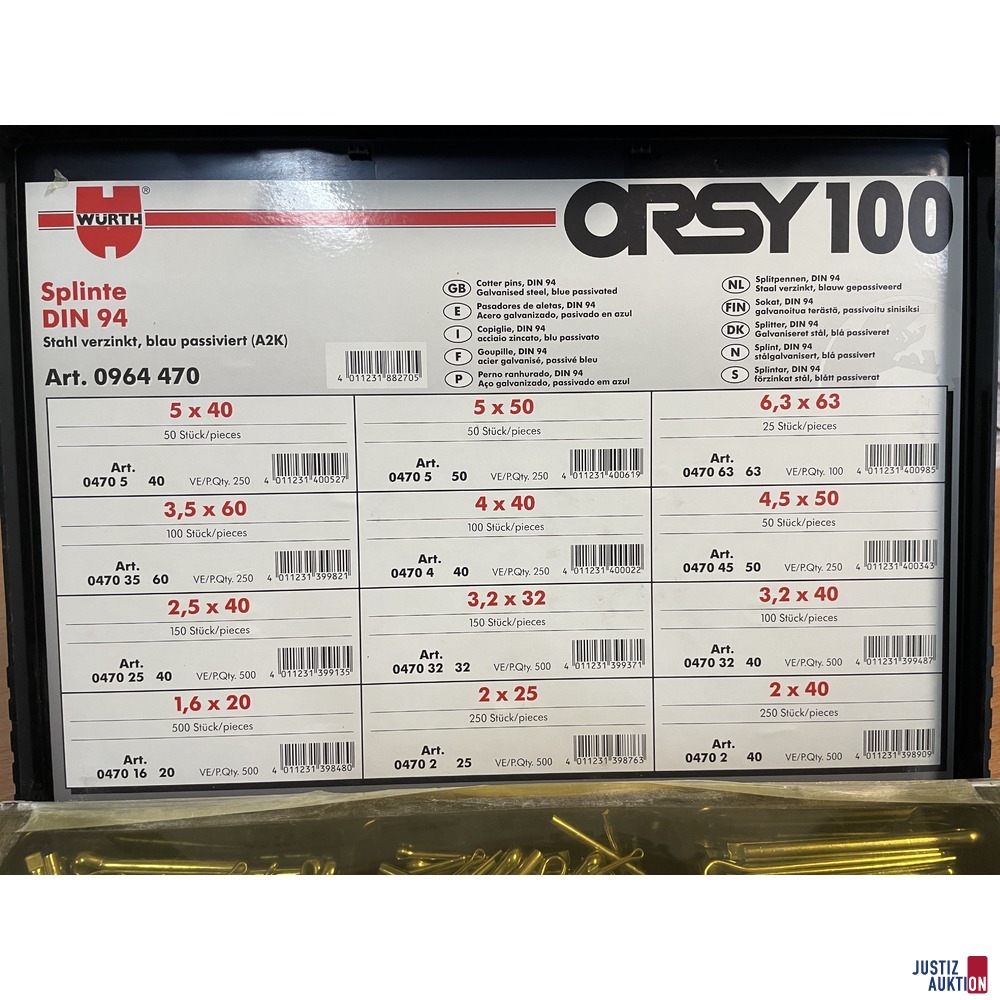 WÜRTH®
ORSY 100
Splinte
DIN 94
Stahl verzinkt, blau passiviert (A2K)
Art. 0964 470
4 011231 882705
GB Cotter pins, DIN 94
Galvanised steel, blue passivated
E Pasadores de aletas, DIN 94
Acero galvanizado, pasivado en azul
I Copiglie, DIN 94
acciaio zincato, blu passivato
F Goupille, DIN 94
acier galvanisé, passivé bleu
P Perno ranhurado, DIN 94
Aço galvanizado, passivado em azul
NL Splitpennen, DIN 94
Staal verzinkt, blauw gepassiveerd
FIN Sokat, DIN 94
galvanoitua terästä, passivoitu sinisiksi
DK Splitter, DIN 94
Galvaniseret stål, blå passiveret
N Splint, DIN 94
stålgalvanisert, blå passivert
S Splintar, DIN 94
förzinkat stål, blått passiverat
5 x 40
50 Stück/pieces
Art.
0470 5 40 VE/P.Qty. 250 4 011231 400527
5 x 50
50 Stück/pieces
Art.
0470 5 50 VE/P.Qty. 250 4 011231 400619
6,3 x 63
25 Stück/pieces
Art.
0470 63 63 VE/P.Qty. 100 4 011231 400985
3,5 x 60
100 Stück/pieces
Art.
0470 35 60 VE/P.Qty. 250 4 011231 399821
4 x 40
100 Stück/pieces
Art.
0470 4 40 VE/P.Qty. 250 4 011231 400022
4,5 x 50
50 Stück/pieces
Art.
0470 45 50 VE/P.Qty. 250 4 011231 400343
2,5 x 40
150 Stück/pieces
Art.
0470 25 40 VE/P.Qty. 500 4 011231 399135
3,2 x 32
150 Stück/pieces
Art.
0470 32 32 VE/P.Qty. 500 4 011231 399371
3,2 x 40
100 Stück/pieces
Art.
0470 32 40 VE/P.Qty. 500 4 011231 399487
1,6 x 20
500 Stück/pieces
Art.
0470 16 20 VE/P.Qty. 500 4 011231 398480
2 x 25
250 Stück/pieces
Art.
0470 2 25 VE/P.Qty. 500 4 011231 398763
2 x 40
250 Stück/pieces
Art.
0470 2 40 VE/P.Qty. 500 4 011231 398909
JUSTIZ
AUKTION